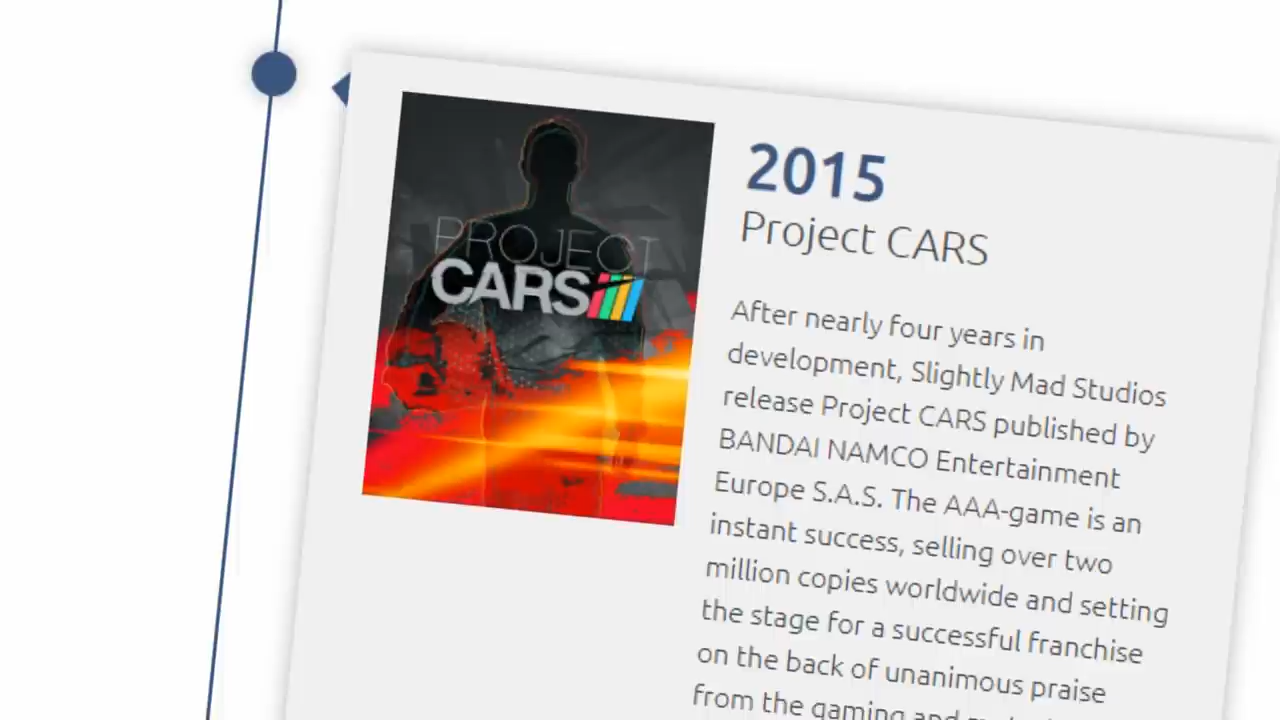 PROJECT
CARS
2015
Project CARS
After nearly four years in
development, Slightly Mad Studios
release Project CARS published by
BANDAI NAMCO Entertainment
Europe S.A.S. The AAA-game is an
instant success, selling over two
million copies worldwide and setting
the stage for a successful franchise
on the back of unanimous praise
from the gaming and